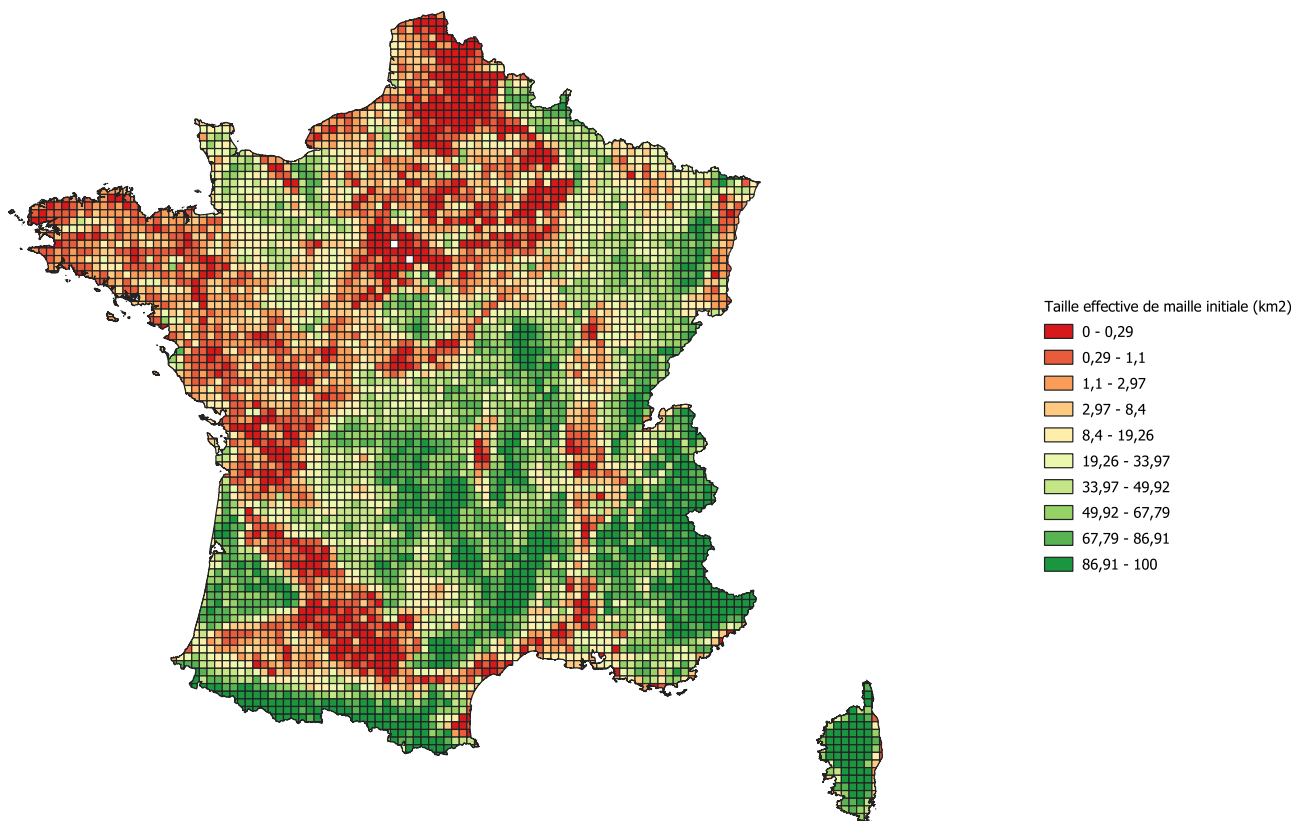 Taille effective de maille initiale (km2)
0 - 0,29
0,29 - 1,1
1,1 - 2,97
2,97 - 8,4
8,4 - 19,26
19,26 - 33,97
33,97 - 49,92
49,92 - 67,79
67,79 - 86,91
86,91 - 100